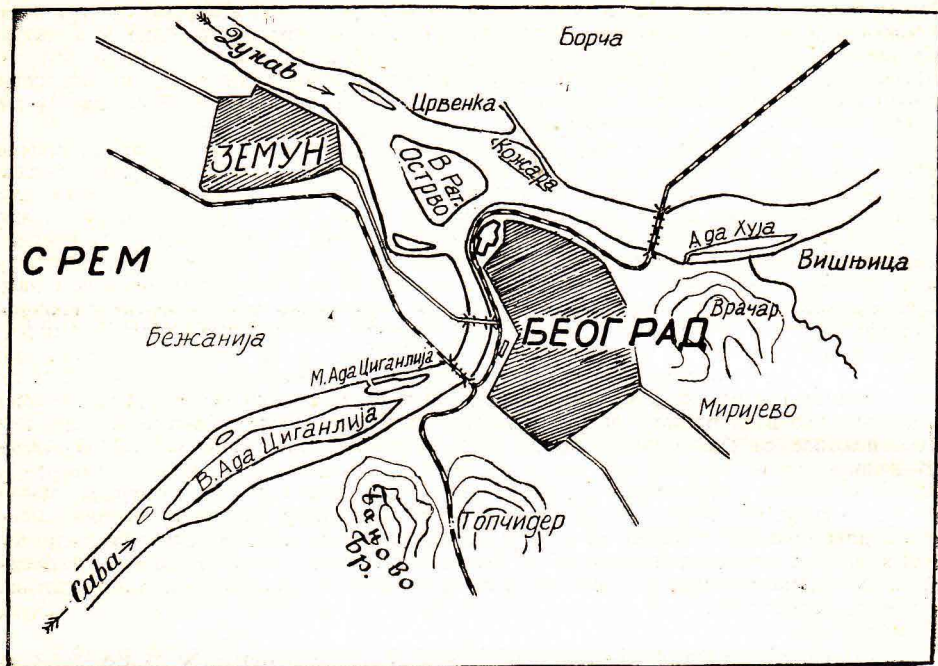 Борча
Дунав
Црвенка
ЗЕМУН
Кожара
В. Рат.
ОСТРВО
Ада Хуја
Вишњица
СРЕМ
Врачар
БЕОГРАД
Бежанија
М. Ада Циганлија
Миријево
В. Ада Циганлија
Топчидер
Бањово
Бр.
Сава